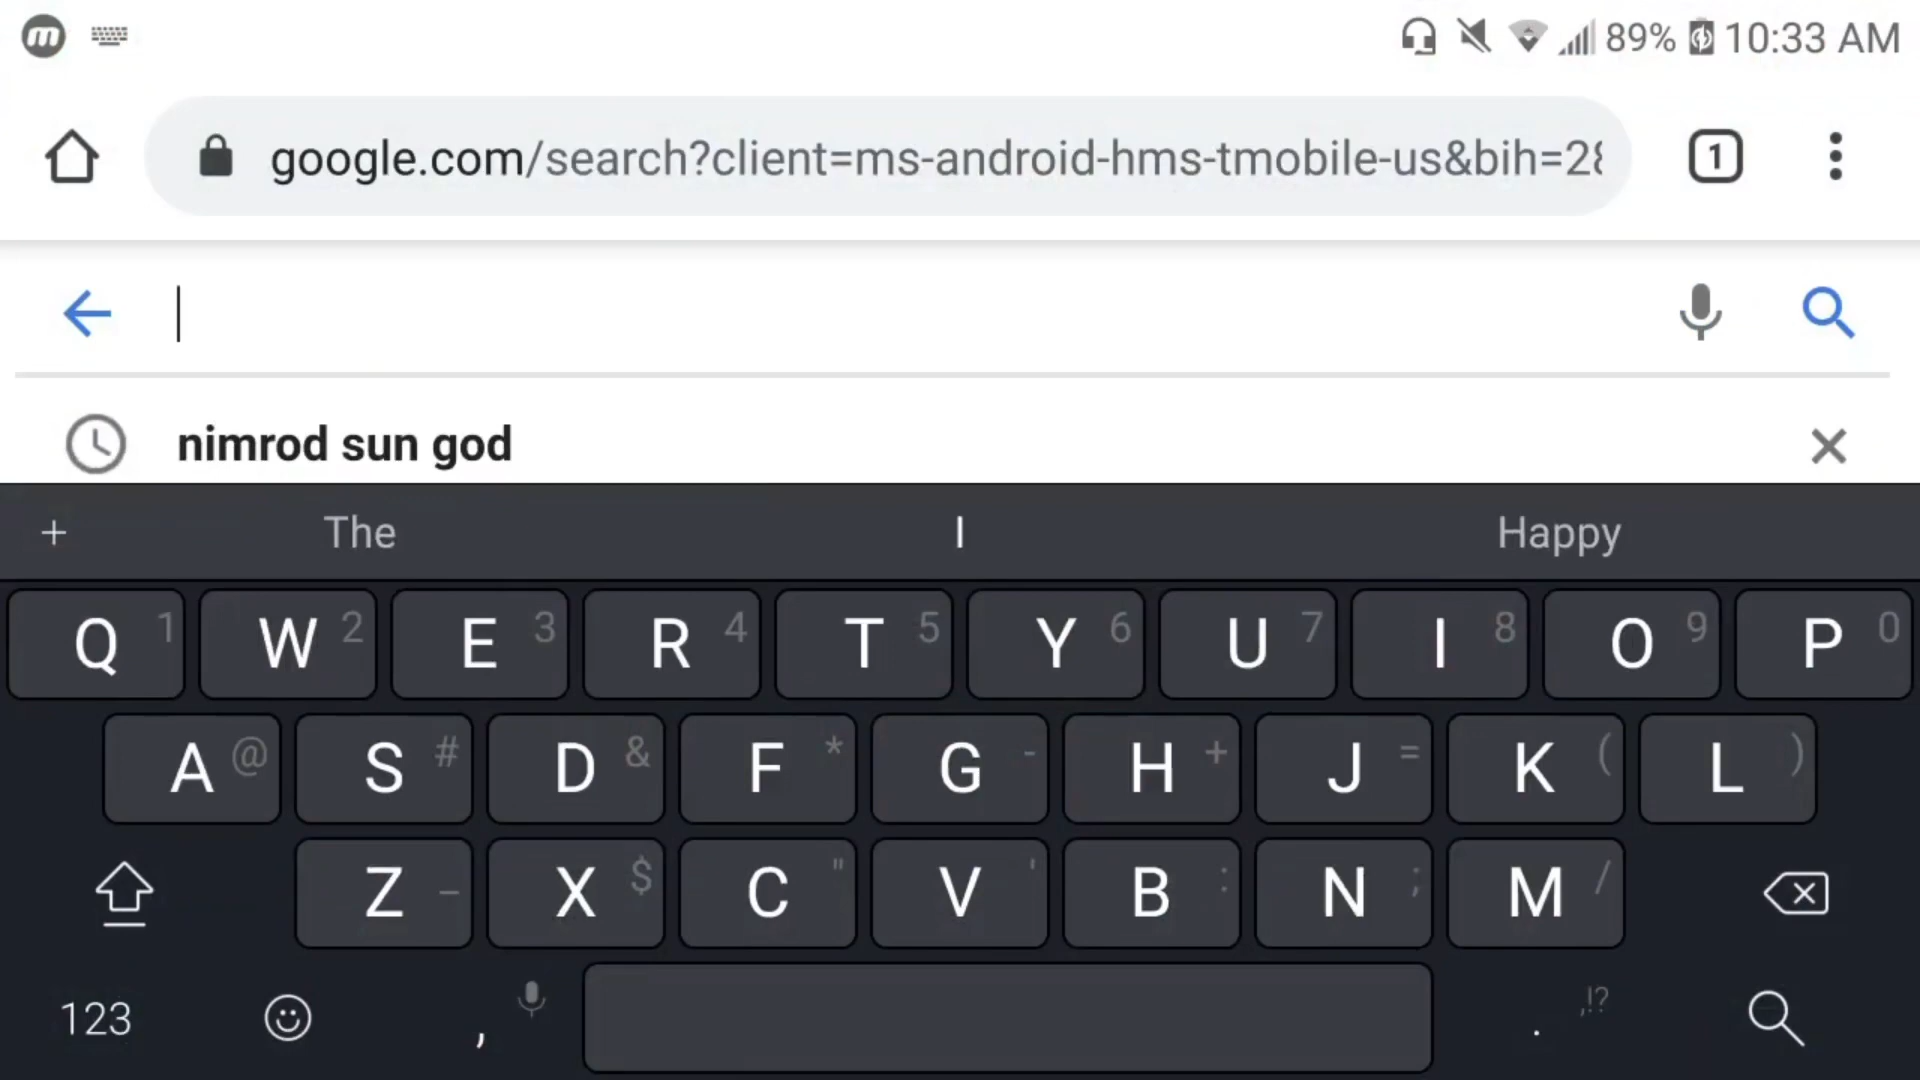 m 89% 10:33 AM
google.com/search?client=ms-android-hms-tmobile-us&bih=28 1
nimrod sun god
+ The I Happy
Q 1 W 2 E 3 R 4 T 5 Y 6 U 7 I 8 O 9 P 0
A @ S # D & F * G - H + J = K ( L )
Z _ X $ C " V ' B : N ; M /
123 , . ,!?